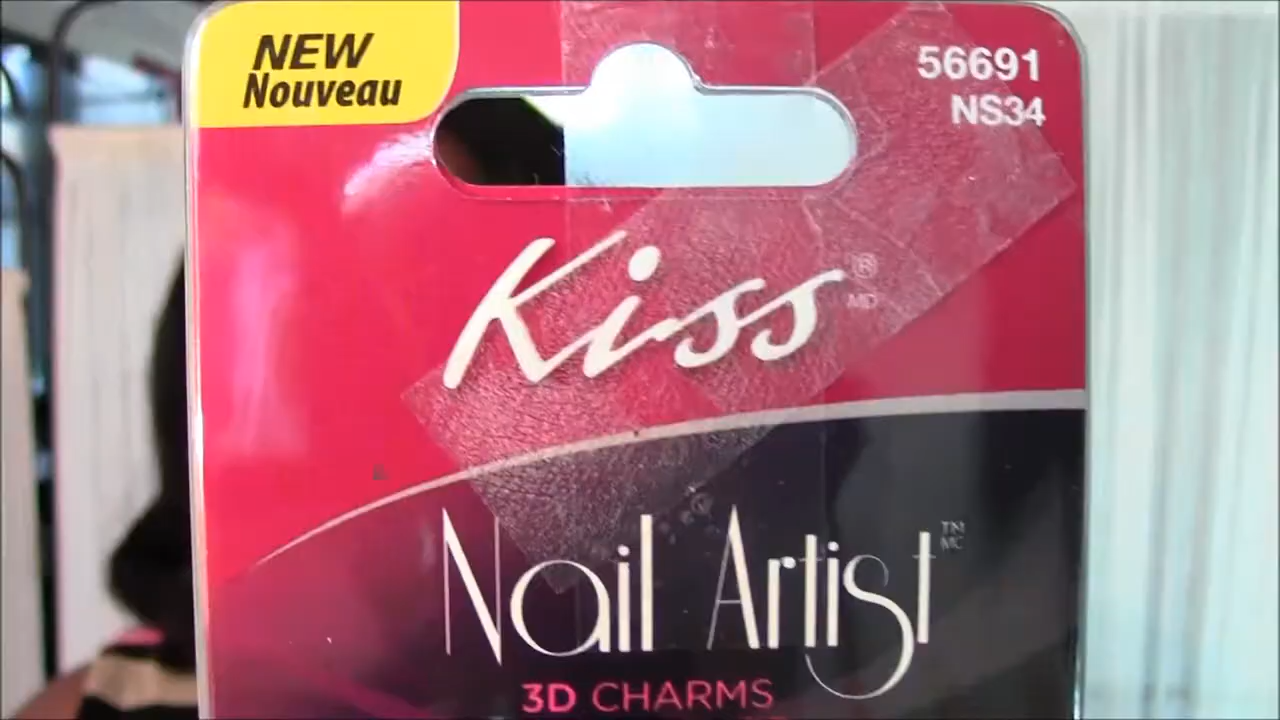 NEW
Nouveau
56691
NS34
Kiss ®
MD
Nail Artist ™
MC
3D CHARMS